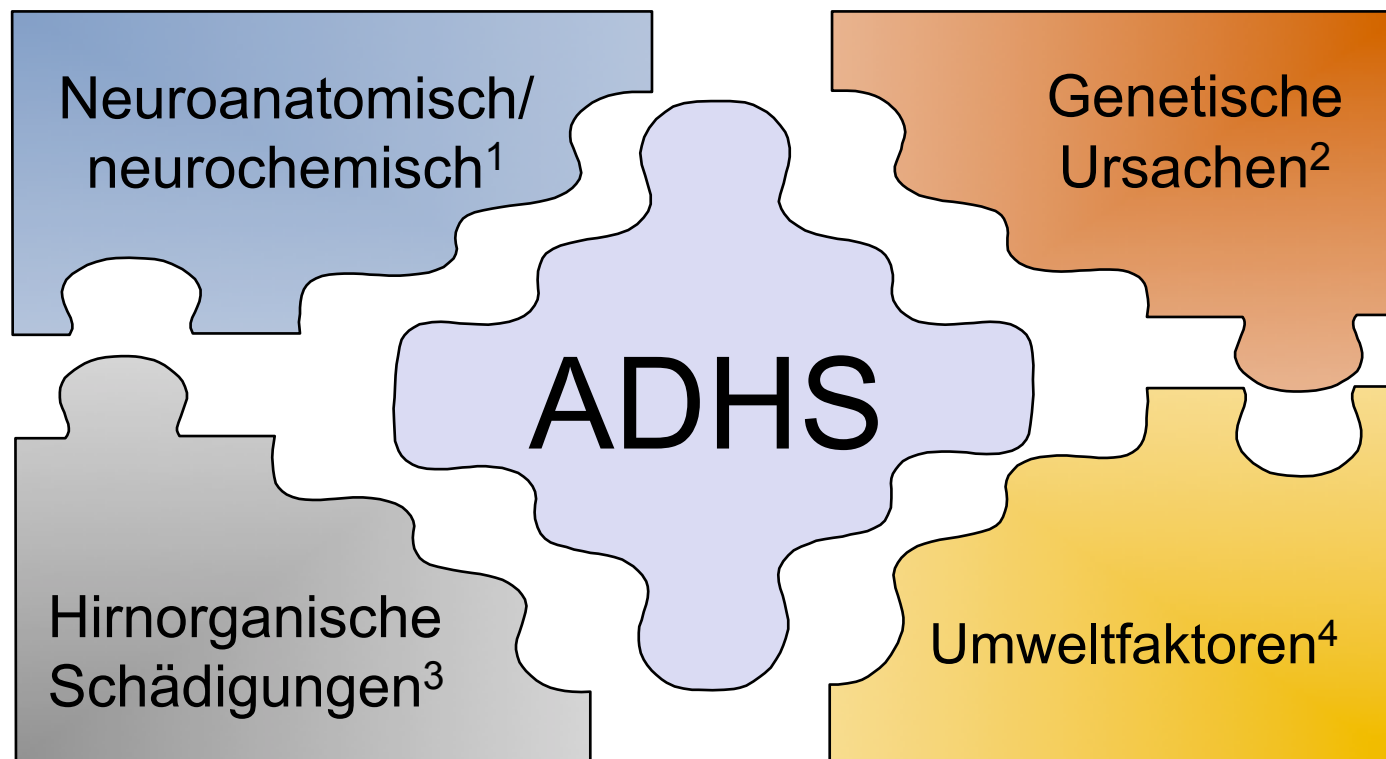 Neuroanatomisch/
neurochemisch¹
Genetische
Ursachen²
ADHS
Hirnorganische
Schädigungen³
Umweltfaktoren⁴